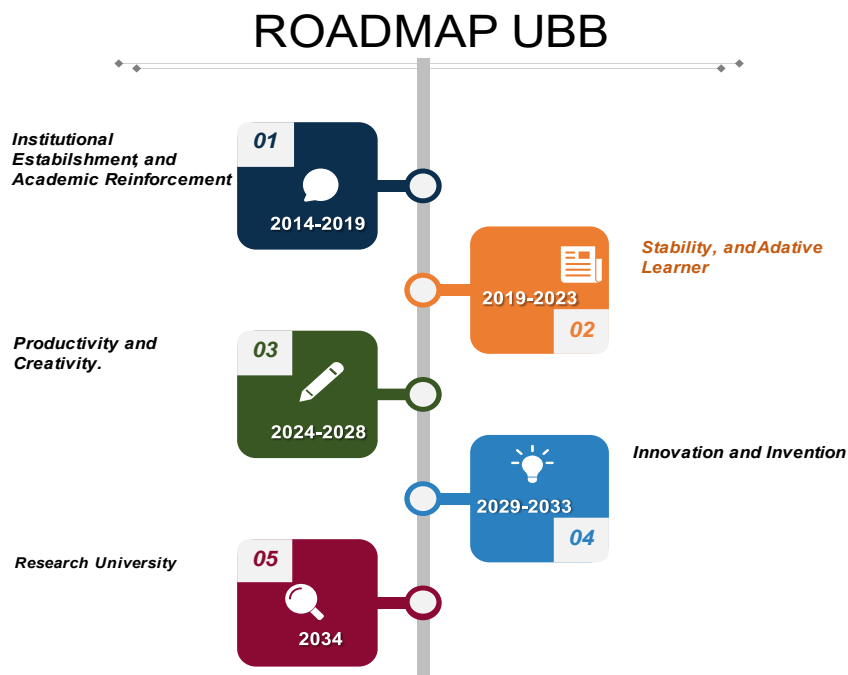 ROADMAP UBB
01
Institutional
Estabilshment, and
Academic Reinforcement
2014-2019
Stability, and Adative
Learner
2019-2023
02
03
Productivity and
Creativity.
2024-2028
Innovation and Invention
2029-2033
04
05
Research University
2034